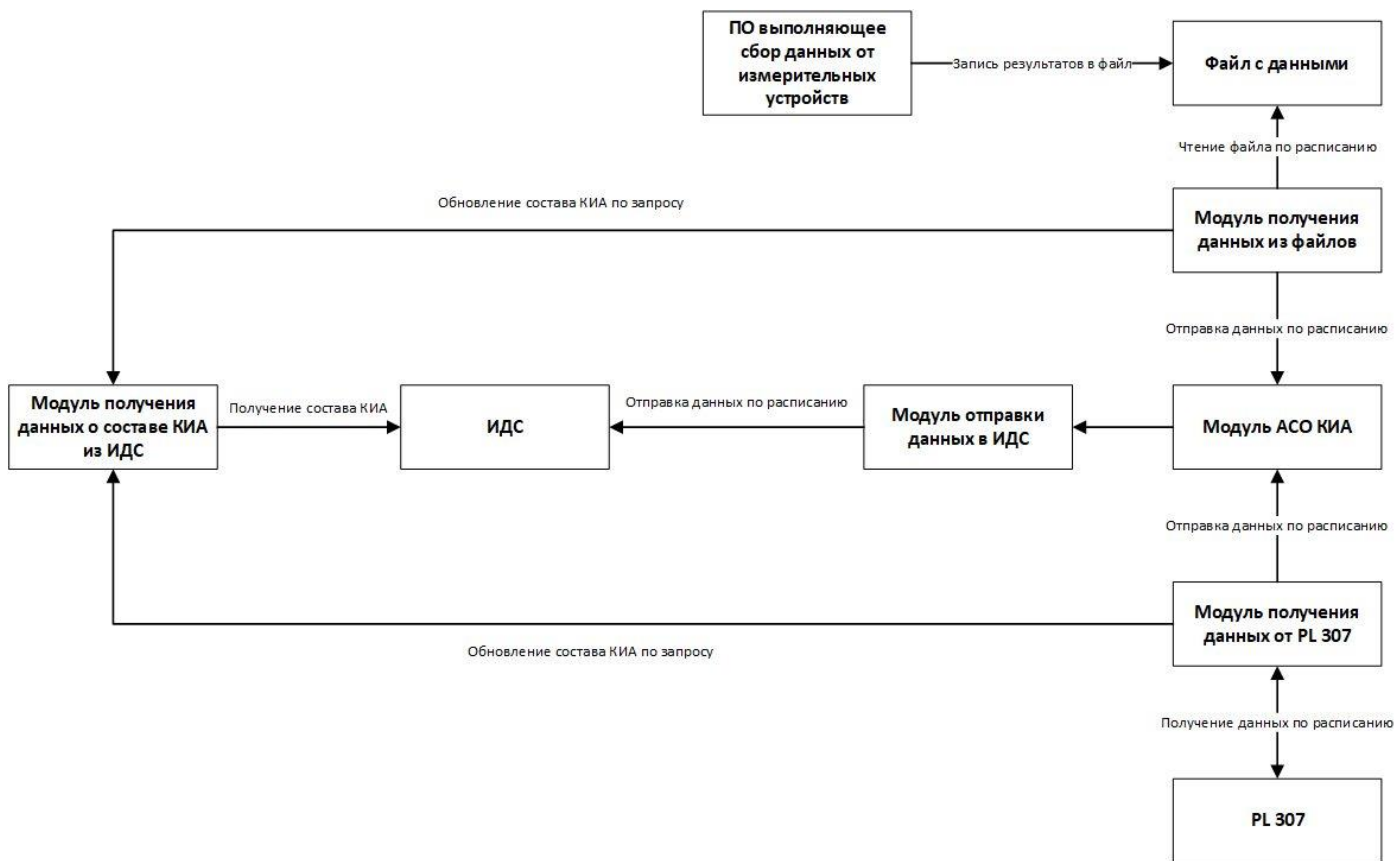 ПО выполняющее
сбор данных от
измерительных
устройств
Запись результатов в файл
Файл с данными
Чтение файла по расписанию
Обновление состава КИА по запросу
Модуль получения
данных из файлов
Отправка данных по расписанию
Модуль получения
данных о составе КИА
из ИДС
Получение состава КИА
ИДС
Отправка данных по расписанию
Модуль отправки
данных в ИДС
Модуль АСО КИА
Отправка данных по расписанию
Модуль получения
данных от PL 307
Обновление состава КИА по запросу
Получение данных по расписанию
PL 307